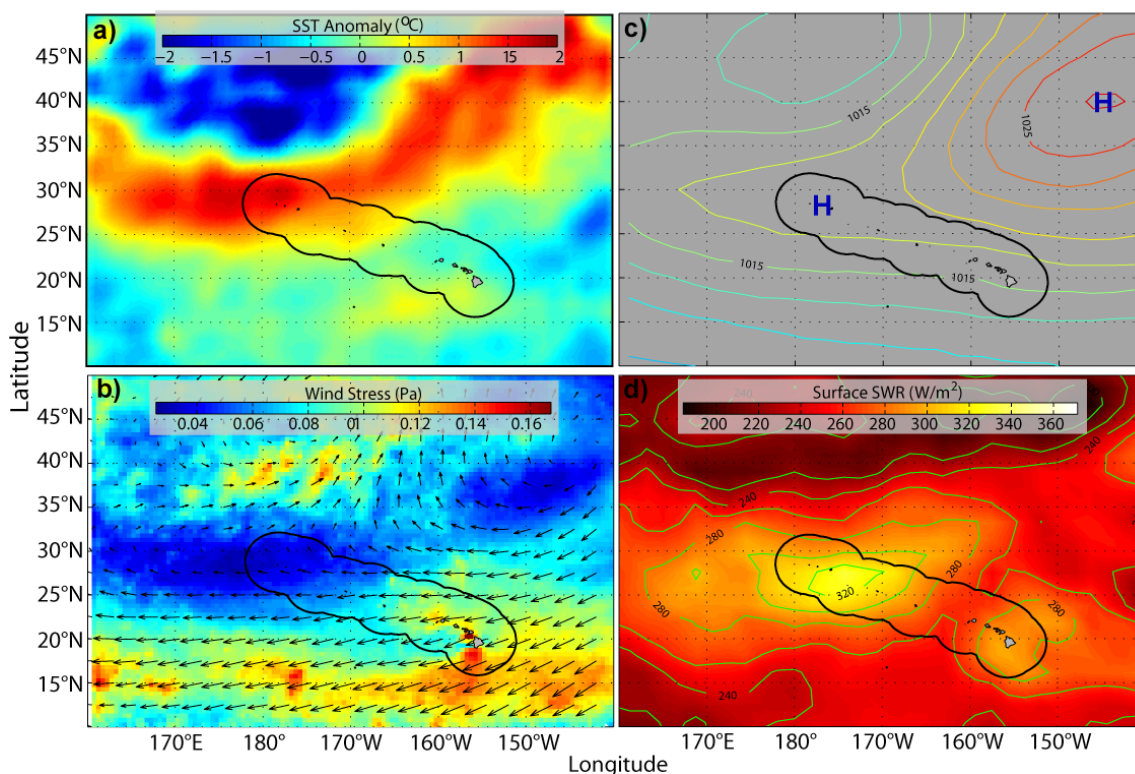 a)
SST Anomaly (ºC)
−2 −1.5 −1 −0.5 0 0.5 1 15 2
45°N
40°N
35°N
30°N
25°N
20°N
15°N
c)
1015
H
1025
H
1015
1015
Latitude
b)
Wind Stress (Pa)
0.04 0.06 0.08 01 0.12 0.14 0.16
45°N
40°N
35°N
30°N
25°N
20°N
15°N
170°E 180° 170°W 160°W 150°W
d)
Surface SWR (W/m²)
200 220 240 260 280 300 320 340 360
240 240
240
240
280
280
320
280
280
240
170°E 180° 170°W 160°W 150°W
Longitude